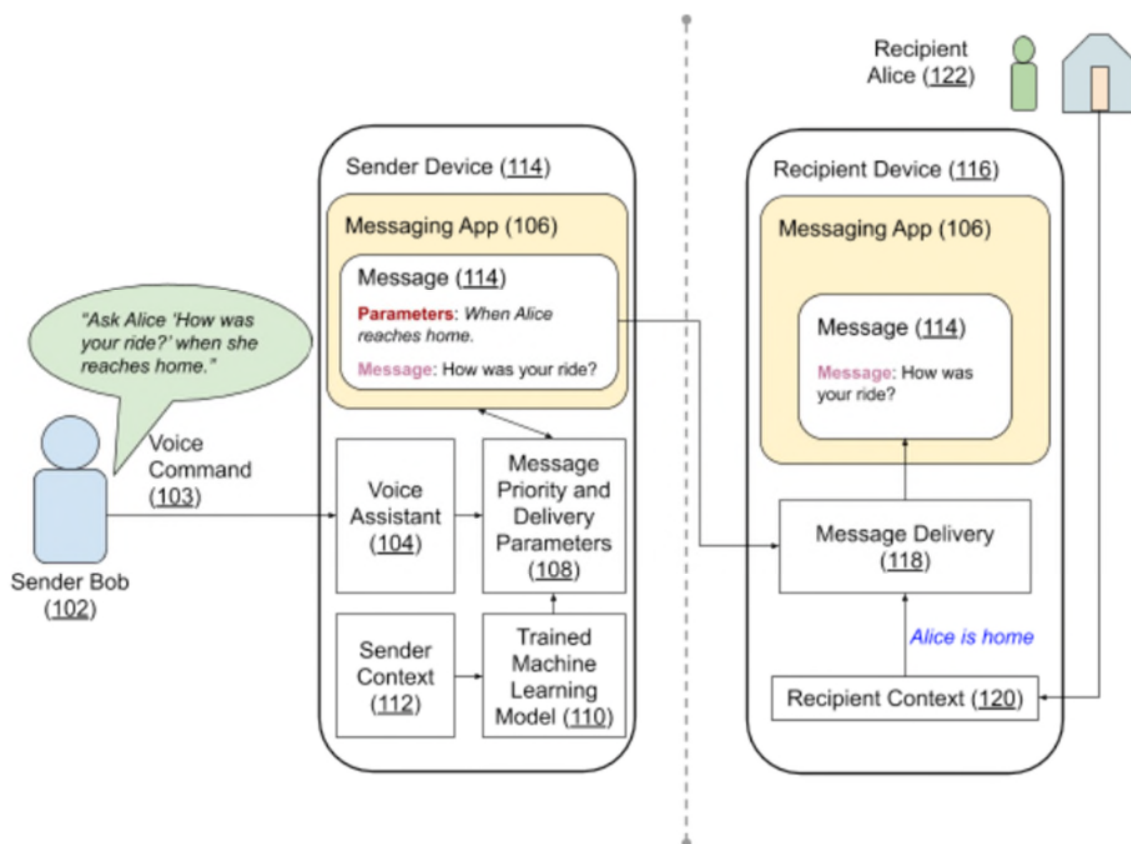 Recipient
Alice (122)
Sender Device (114)
Messaging App (106)
Message (114)
Parameters: When Alice
reaches home.
Message: How was your ride?
"Ask Alice 'How was
your ride?' when she
reaches home."
Voice
Command
(103)
Sender Bob
(102)
Voice
Assistant
(104)
Message
Priority and
Delivery
Parameters
(108)
Sender
Context
(112)
Trained
Machine
Learning
Model (110)
Recipient Device (116)
Messaging App (106)
Message (114)
Message: How was
your ride?
Message Delivery
(118)
Alice is home
Recipient Context (120)